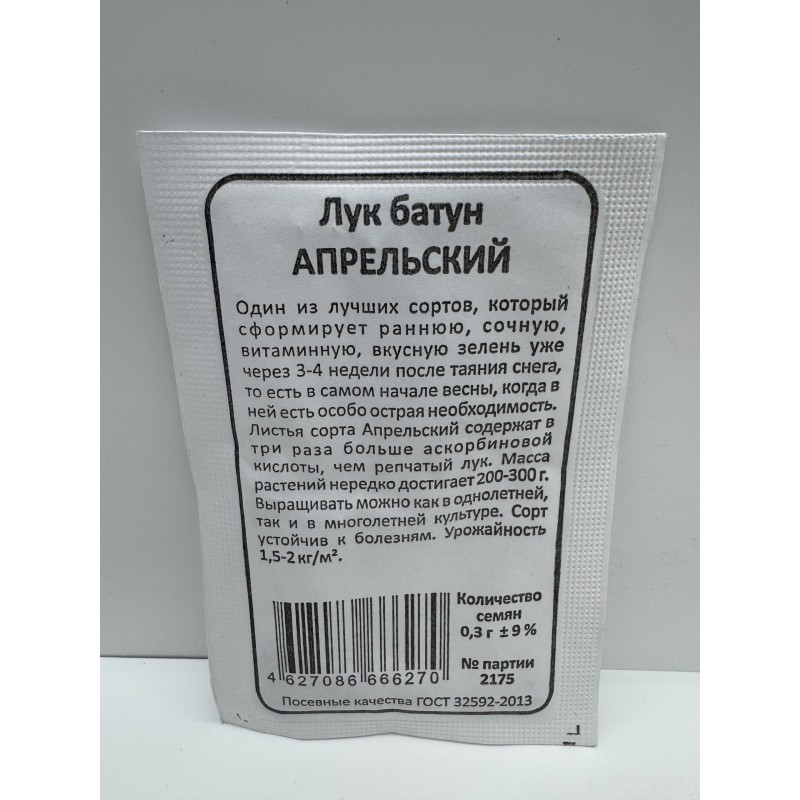 Лук батун
АПРЕЛЬСКИЙ
Один из лучших сортов, который
сформирует раннюю, сочную,
витаминную, вкусную зелень уже
через 3-4 недели после таяния снега,
то есть в самом начале весны, когда в
ней есть особо острая необходимость.
Листья сорта Апрельский содержат в
три раза больше аскорбиновой
кислоты, чем репчатый лук. Масса
растений нередко достигает 200-300 г.
Выращивать можно как в однолетней,
так и в многолетней культуре. Сорт
устойчив к болезням. Урожайность
1,5-2 кг/м².
Количество
семян
0,3 г ± 9 %
№ партии
2175
4 627086 666270
Посевные качества ГОСТ 32592-2013